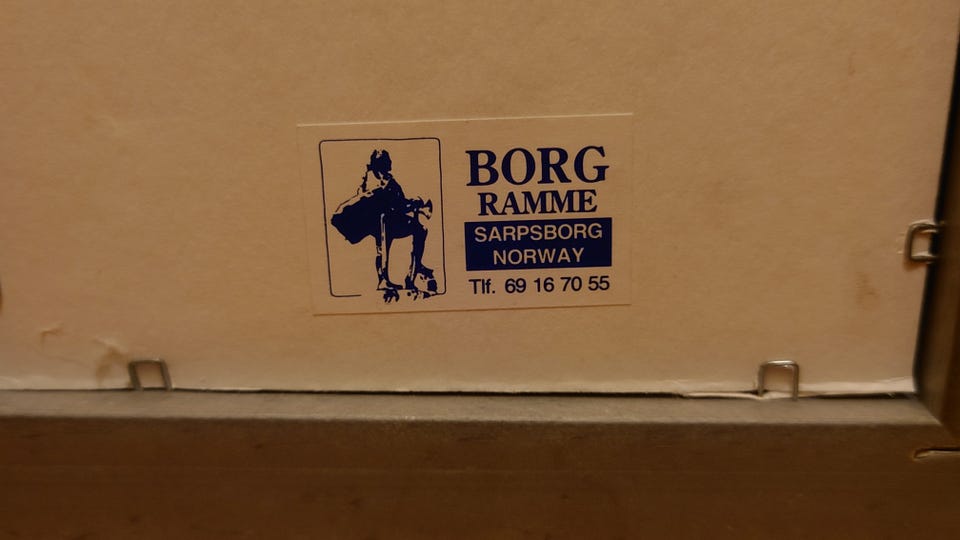 BORG
RAMME
SARPSBORG
NORWAY
Tlf. 69 16 70 55